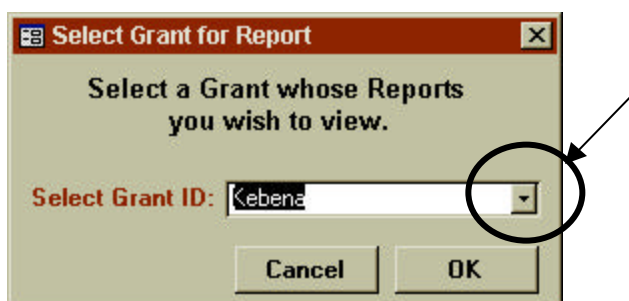 Select Grant for Report
Select a Grant whose Reports
you wish to view.
Select Grant ID: Kebena
Cancel OK